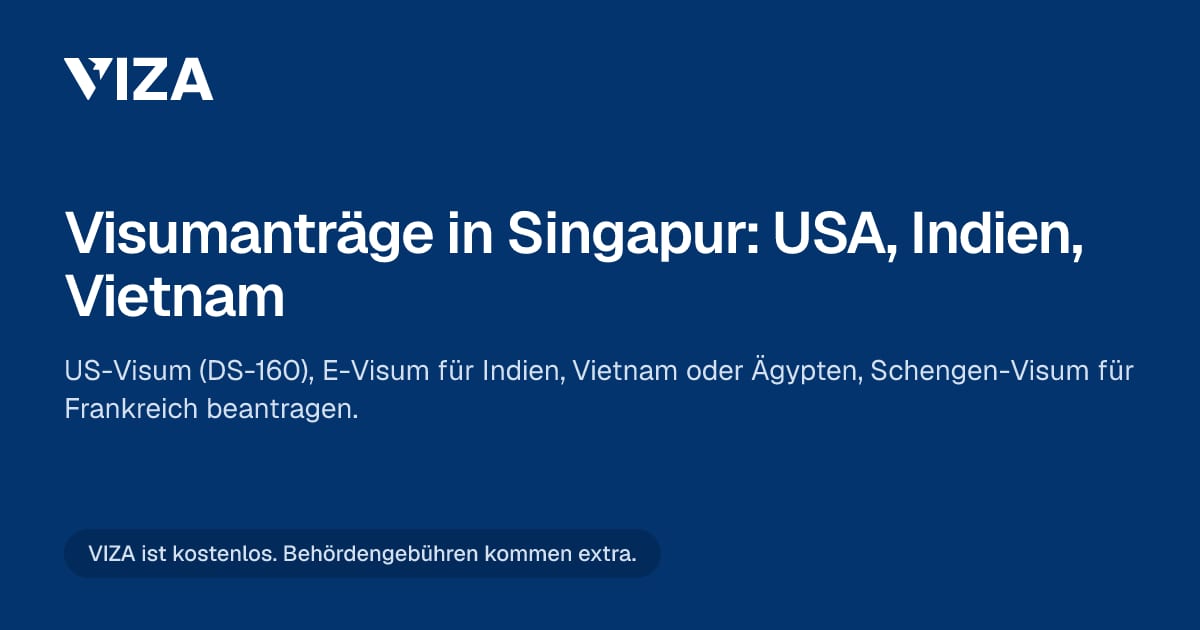 VIZA
Visumanträge in Singapur: USA, Indien,
Vietnam
US-Visum (DS-160), E-Visum für Indien, Vietnam oder Ägypten, Schengen-Visum für
Frankreich beantragen.
VIZA ist kostenlos. Behördengebühren kommen extra.